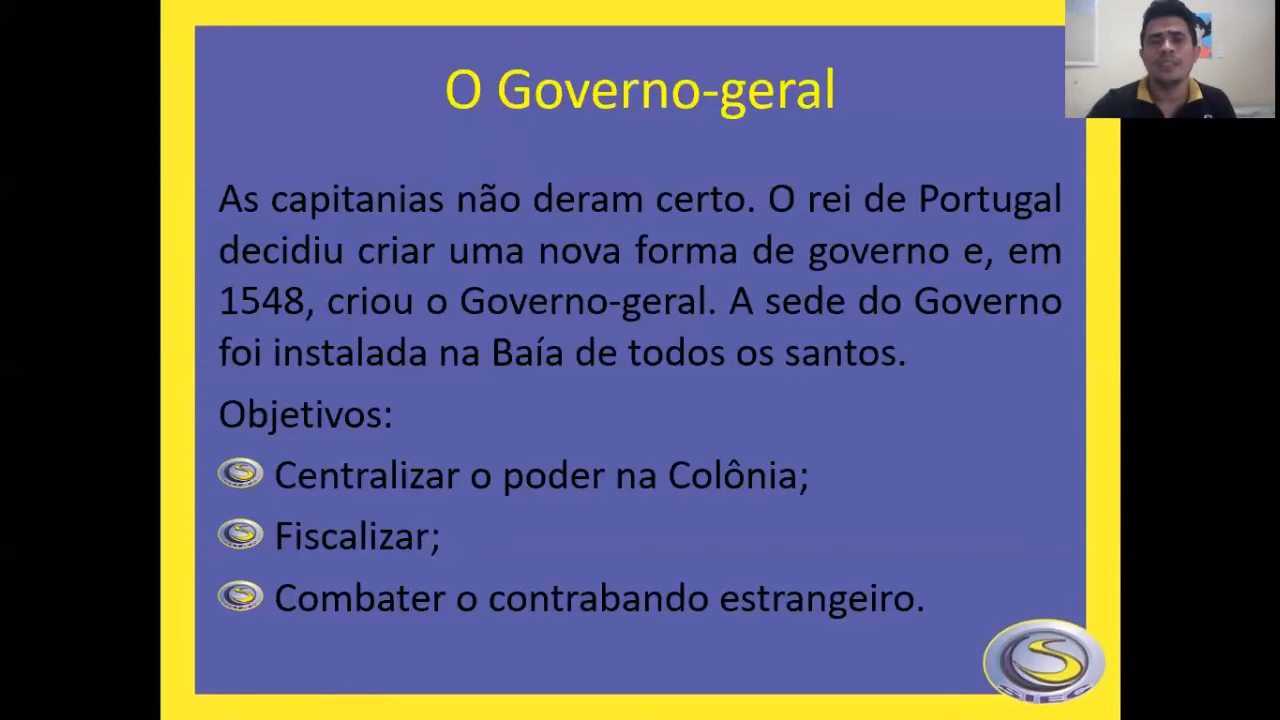 O Governo-geral
As capitanias não deram certo. O rei de Portugal
decidiu criar uma nova forma de governo e, em
1548, criou o Governo-geral. A sede do Governo
foi instalada na Baía de todos os santos.
Objetivos:
Centralizar o poder na Colônia;
Fiscalizar;
Combater o contrabando estrangeiro.
SIEC